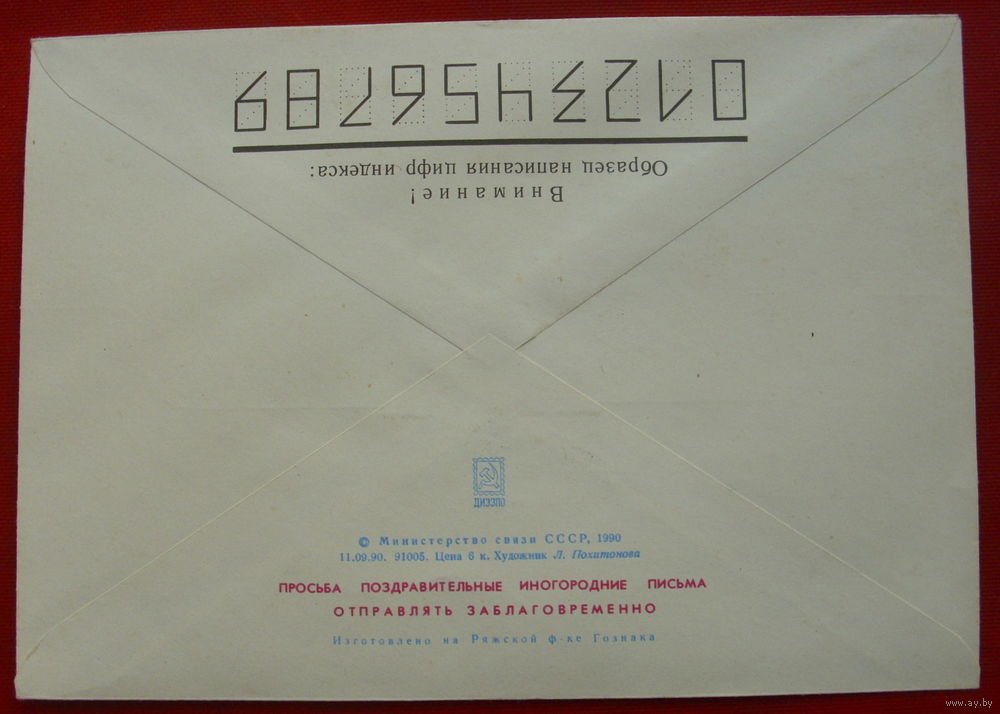 Внимание!
Образец написания цифр индекса:
0123456789
ДИЭЗПО
© Министерство связи СССР, 1990
11.09.90. 91005. Цена 6 к. Художник Л. Похитонова
ПРОСЬБА ПОЗДРАВИТЕЛЬНЫЕ ИНОГОРОДНИЕ ПИСЬМА
ОТПРАВЛЯТЬ ЗАБЛАГОВРЕМЕННО
Изготовлено на Ряжской ф-ке Гознака
www.ay.by